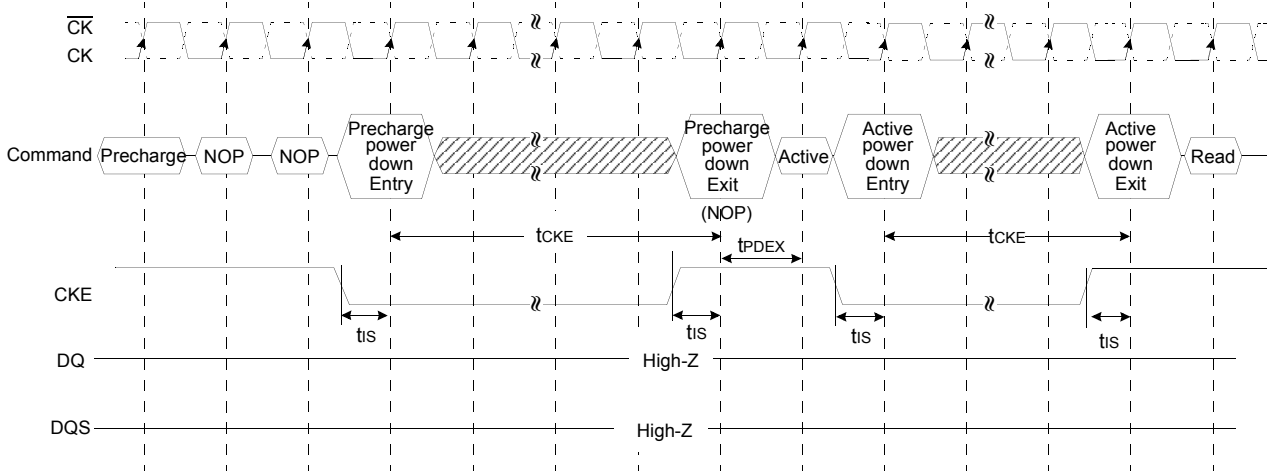 CK
CK
Command
Precharge
NOP
NOP
Precharge
power
down
Entry
Precharge
power
down
Exit
(NOP)
Active
Active
power
down
Entry
Active
power
down
Exit
Read
tCKE
tPDEX
tCKE
CKE
tIS
tIS
tIS
tIS
DQ
High-Z
DQS
High-Z